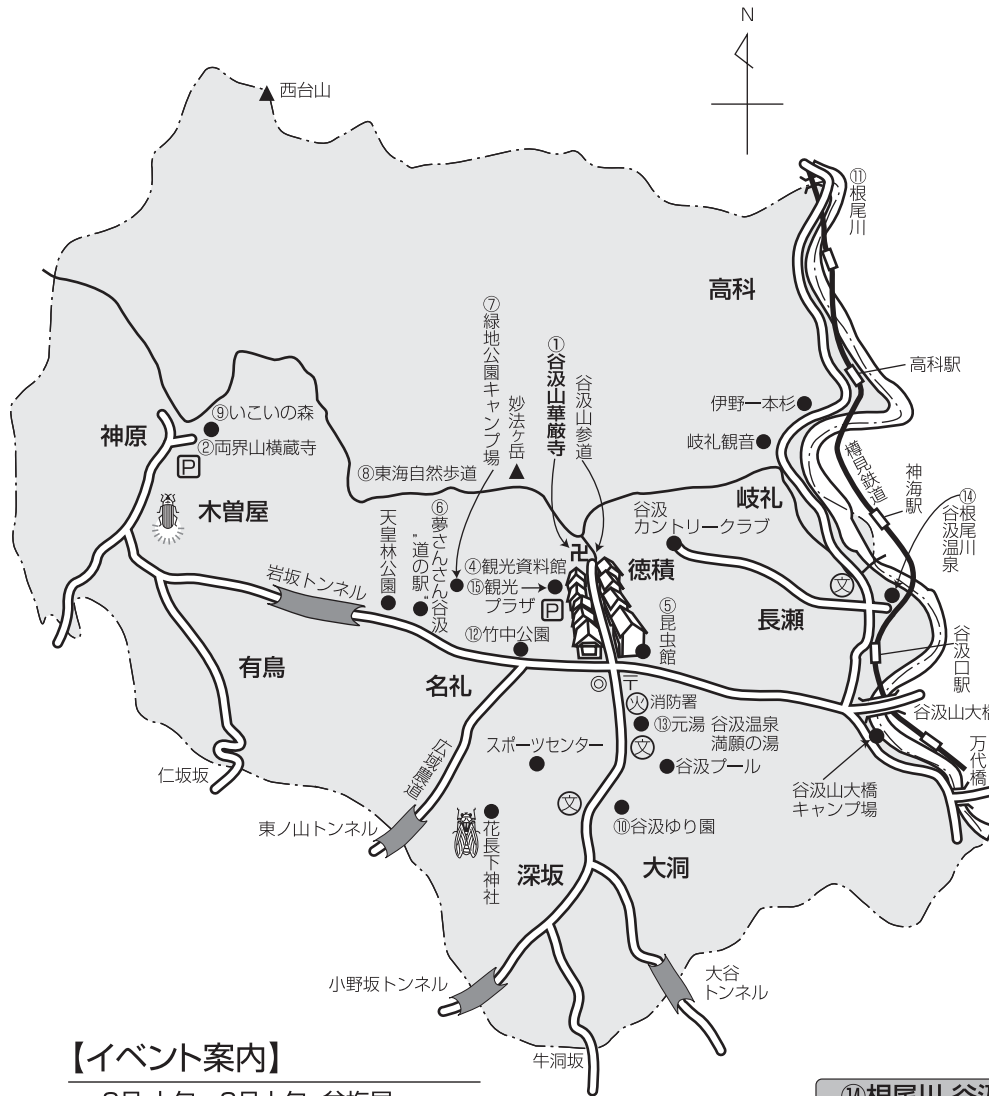 N
西台山
⑪根尾川
高科
⑦緑地公園キャンプ場
①谷汲山華厳寺
谷汲山参道
高科駅
妙法ヶ岳
伊野一本杉
岐礼観音
⑨いこいの森
神原
②両界山横蔵寺
P
⑧東海自然歩道
樽見鉄道
神海駅
⑭根尾川
谷汲温泉
岐礼
谷汲
カントリークラブ
木曽屋
天皇林公園
⑥夢さんさん谷汲
“道の駅”
卍
④観光資料館
⑮観光
プラザ
P
徳積
文
岩坂トンネル
⑤昆虫館
長瀬
⑫竹中公園
谷汲口駅
有鳥
名礼
◎
〒
火 消防署
⑬元湯 谷汲温泉
満願の湯
文
谷汲山大橋
万代橋
広域農道
スポーツセンター
谷汲プール
仁坂坂
谷汲山大橋
キャンプ場
東ノ山トンネル
文
花長下神社
⑩谷汲ゆり園
深坂
大洞
小野坂トンネル
大谷
トンネル
牛洞坂
【イベント案内】